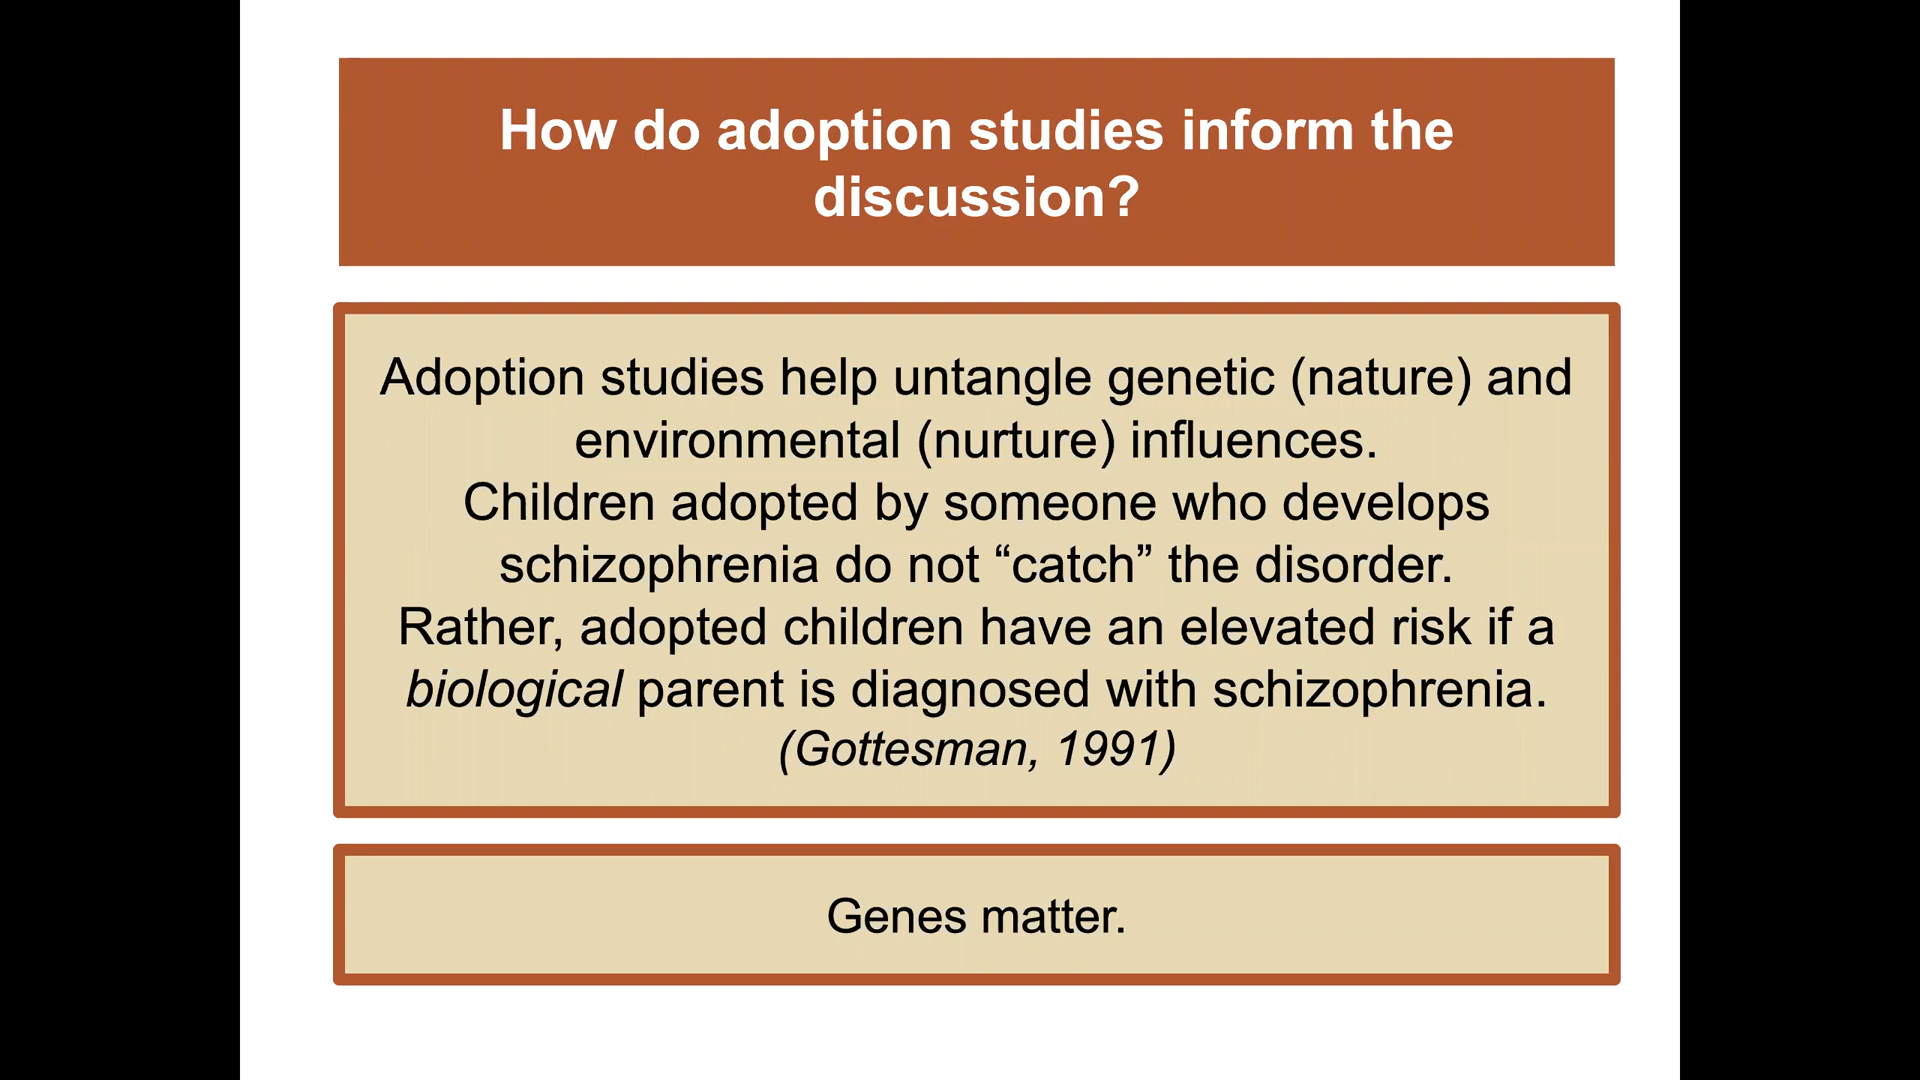 How do adoption studies inform the
discussion?
Adoption studies help untangle genetic (nature) and
environmental (nurture) influences.
Children adopted by someone who develops
schizophrenia do not “catch” the disorder.
Rather, adopted children have an elevated risk if a
biological parent is diagnosed with schizophrenia.
(Gottesman, 1991)
Genes matter.